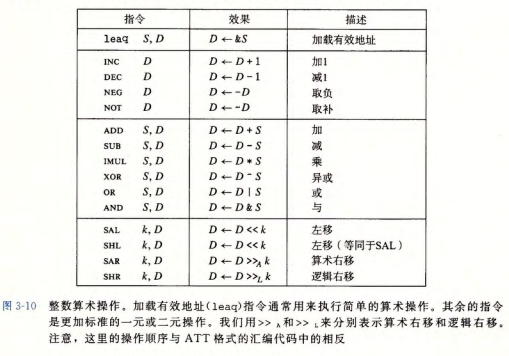 指令 效果 描述
leaq S, D D ← &S 加载有效地址
INC D D ← D + 1 加1
DEC D D ← D - 1 减1
NEG D D ← -D 取负
NOT D D ← ~D 取补
ADD S, D D ← D + S 加
SUB S, D D ← D - S 减
IMUL S, D D ← D * S 乘
XOR S, D D ← D ^ S 异或
OR S, D D ← D | S 或
AND S, D D ← D & S 与
SAL k, D D ← D << k 左移
SHL k, D D ← D << k 左移（等同于SAL）
SAR k, D D ← D >>A k 算术右移
SHR k, D D ← D >>L k 逻辑右移
图 3-10 整数算术操作。加载有效地址(leaq)指令通常用来执行简单的算术操作。其余的指令
是更加标准的一元或二元操作。我们用>>A和>>L来分别表示算术右移和逻辑右移。
注意，这里的操作顺序与 ATT 格式的汇编代码中的相反